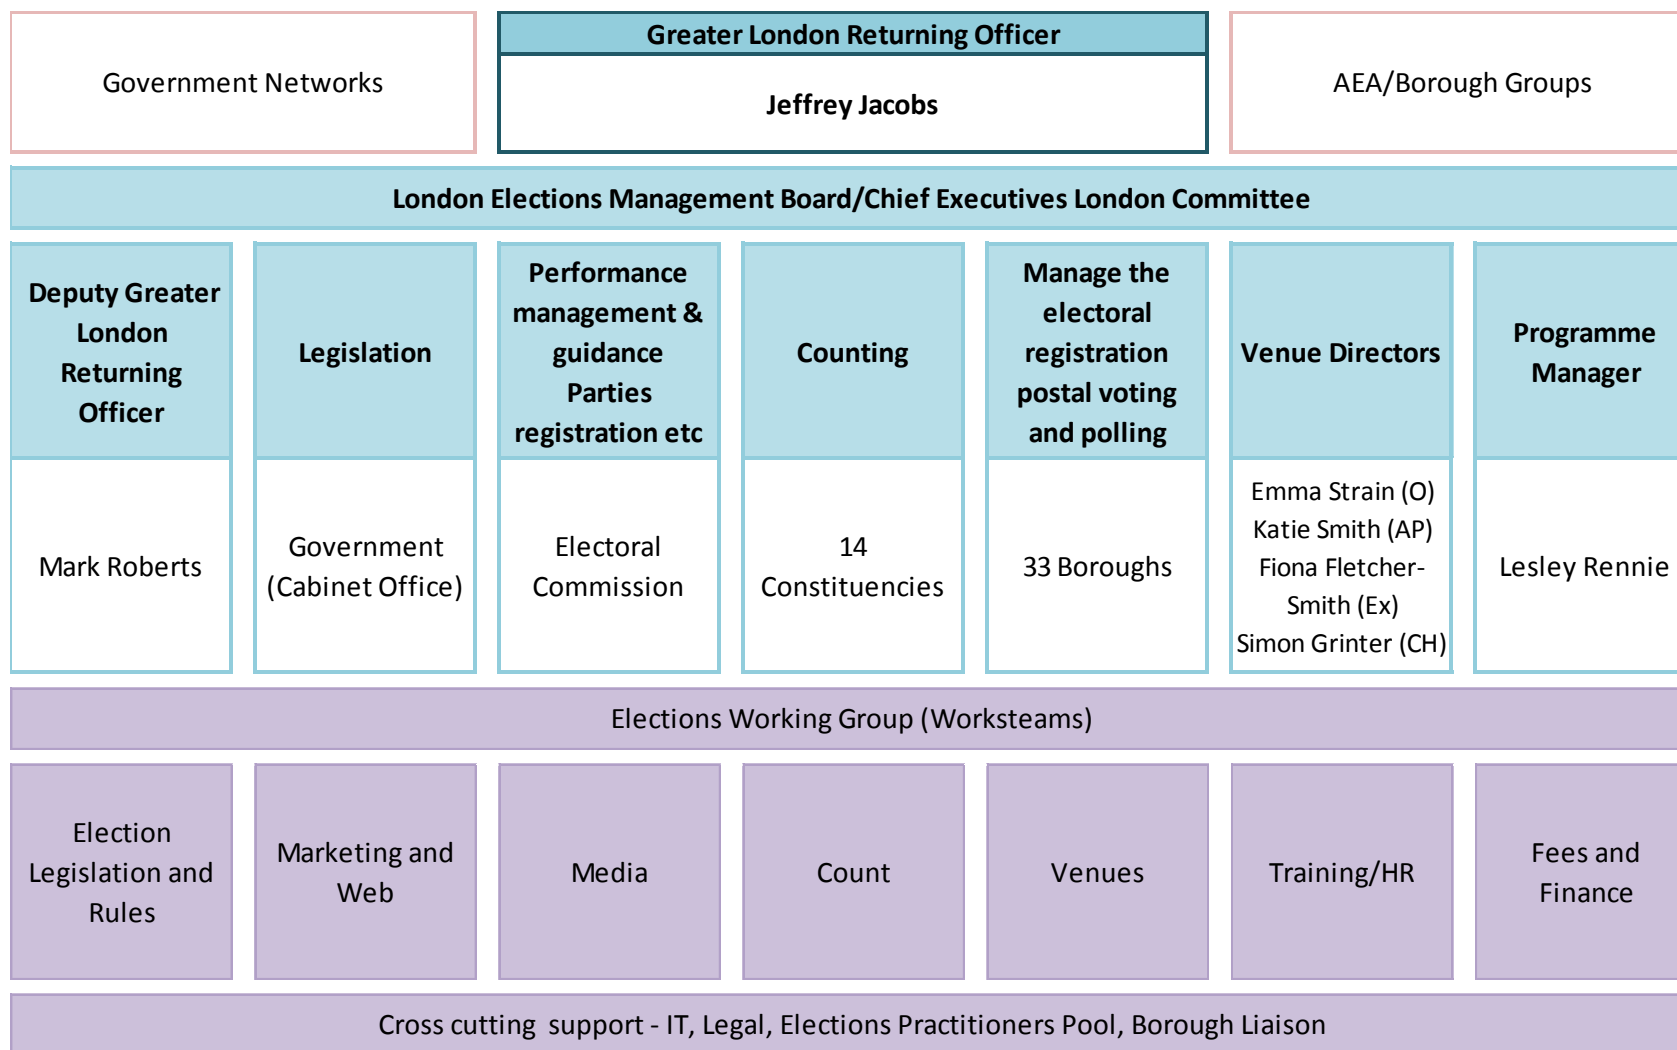 Government Networks
Greater London Returning Officer
Jeffrey Jacobs
AEA/Borough Groups
London Elections Management Board/Chief Executives London Committee
Deputy Greater
London
Returning
Officer
Legislation
Performance
management &
guidance
Parties
registration etc
Counting
Manage the
electoral
registration
postal voting
and polling
Venue Directors
Programme
Manager
Mark Roberts
Government
(Cabinet Office)
Electoral
Commission
14
Constituencies
33 Boroughs
Emma Strain (O)
Katie Smith (AP)
Fiona Fletcher-
Smith (Ex)
Simon Grinter (CH)
Lesley Rennie
Elections Working Group (Worksteams)
Election
Legislation and
Rules
Marketing and
Web
Media
Count
Venues
Training/HR
Fees and
Finance
Cross cutting  support - IT, Legal, Elections Practitioners Pool, Borough Liaison